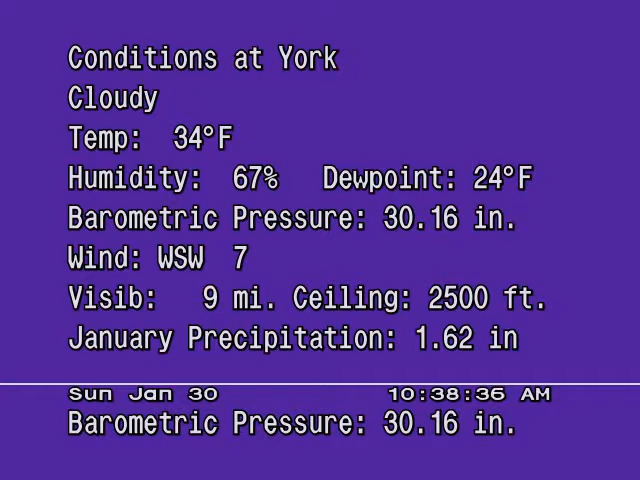 Conditions at York
Cloudy
Temp:  34°F
Humidity:  67%   Dewpoint: 24°F
Barometric Pressure: 30.16 in.
Wind: WSW  7
Visib:   9 mi. Ceiling: 2500 ft.
January Precipitation: 1.62 in
Sun Jan 30   10:38:36 AM
Barometric Pressure: 30.16 in.